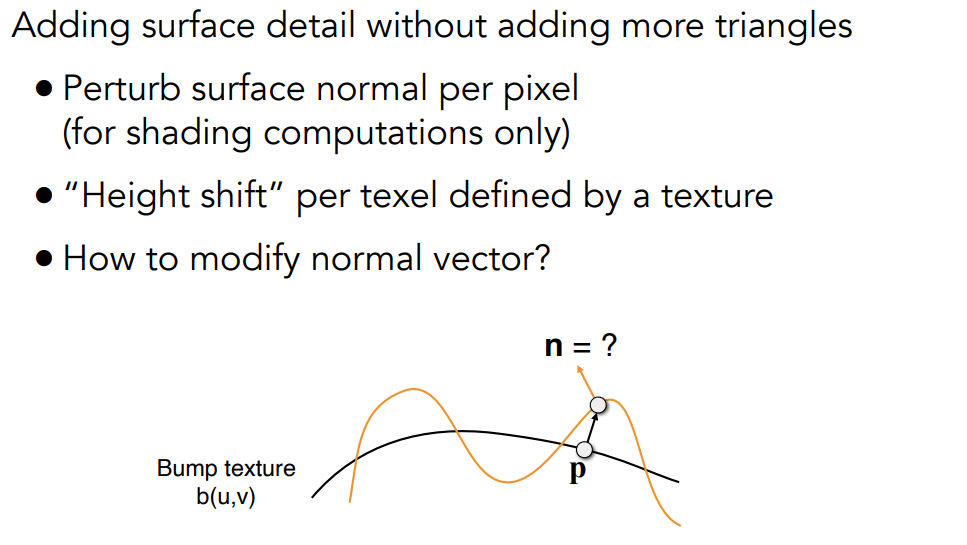 Adding surface detail without adding more triangles
● Perturb surface normal per pixel
(for shading computations only)
● “Height shift” per texel defined by a texture
● How to modify normal vector?
n = ?
Bump texture
b(u,v)
p